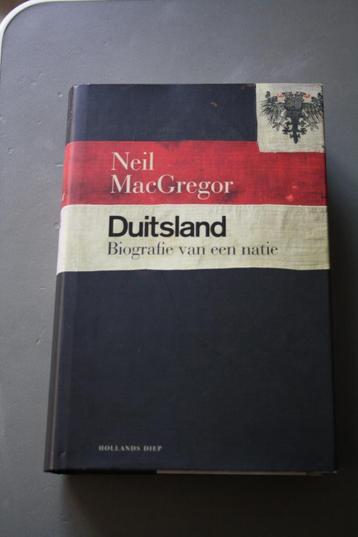 Neil
MacGregor
Duitsland
Biografie van een natie
HOLLANDS DIEP